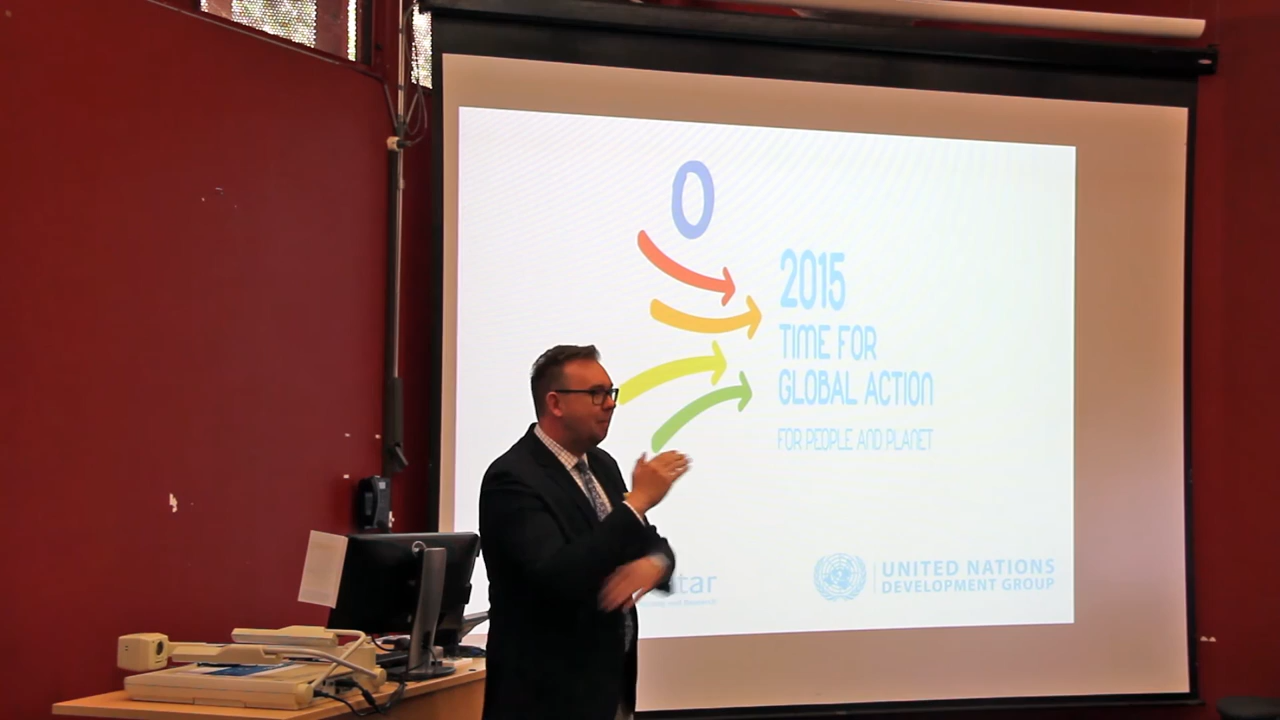 2015
TIME FOR
GLOBAL ACTION
FOR PEOPLE AND PLANET
UNITED NATIONS
DEVELOPMENT GROUP